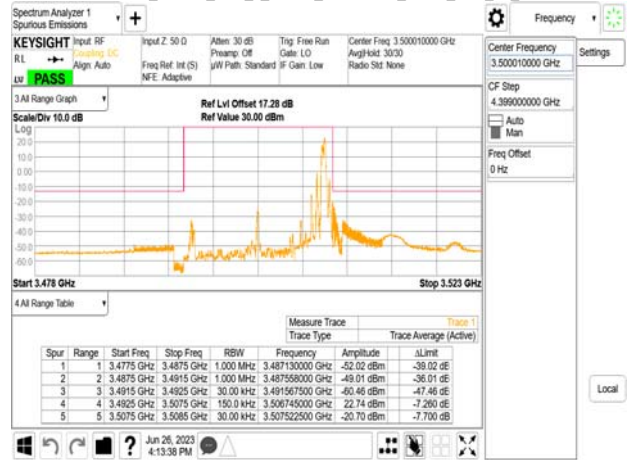 Spectrum Analyzer 1
Spurious Emissions
Frequency
KEYSIGHT Input: RF Input Z: 50 Ω Atten: 30 dB Trig: Free Run Center Freq: 3.500010000 GHz
RL Coupling: DC Preamp: Off Gate: LO Avg|Hold: 30/30
Align: Auto Freq Ref: Int (S) µW Path: Standard IF Gain: Low Radio Std: None
PASS NFE: Adaptive
Center Frequency
3.500010000 GHz
Settings
CF Step
4.399000000 GHz
Auto
Man
Freq Offset
0 Hz
Local
3 All Range Graph
Ref Lvl Offset 17.28 dB
Scale/Div 10.0 dB Ref Value 30.00 dBm
Log
20.0
10.0
0.00
-10.0
-20.0
-30.0
-40.0
-50.0
-60.0
Start 3.478 GHz Stop 3.523 GHz
4 All Range Table
Measure Trace Trace 1
Trace Type Trace Average (Active)
Spur Range Start Freq Stop Freq RBW Frequency Amplitude ∆Limit
1 1 3.4775 GHz 3.4875 GHz 1.000 MHz 3.487130000 GHz -52.02 dBm -39.02 dB
2 2 3.4875 GHz 3.4915 GHz 1.000 MHz 3.487558000 GHz -49.01 dBm -36.01 dB
3 3 3.4915 GHz 3.4925 GHz 30.00 kHz 3.491567500 GHz -60.46 dBm -47.46 dB
4 4 3.4925 GHz 3.5075 GHz 150.0 kHz 3.506745000 GHz 22.74 dBm -7.260 dB
5 5 3.5075 GHz 3.5085 GHz 30.00 kHz 3.507522500 GHz -20.70 dBm -7.700 dB
Jun 26, 2023
4:13:38 PM